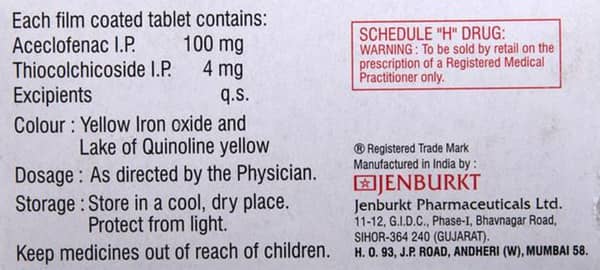 Each film coated tablet contains:
Aceclofenac I.P. 100 mg
Thiocolchicoside I.P. 4 mg
Excipients q.s.
Colour : Yellow Iron oxide and
Lake of Quinoline yellow
Dosage : As directed by the Physician.
Storage : Store in a cool, dry place.
Protect from light.
Keep medicines out of reach of children.
SCHEDULE "H" DRUG:
WARNING : To be sold by retail on the
prescription of a Registered Medical
Practitioner only.
® Registered Trade Mark
Manufactured in India by :
JENBURKT
Jenburkt Pharmaceuticals Ltd.
11-12, G.I.D.C., Phase-I, Bhavnagar Road,
SIHOR-364 240 (GUJARAT).
H. O. 93, J.P. ROAD, ANDHERI (W), MUMBAI 58.